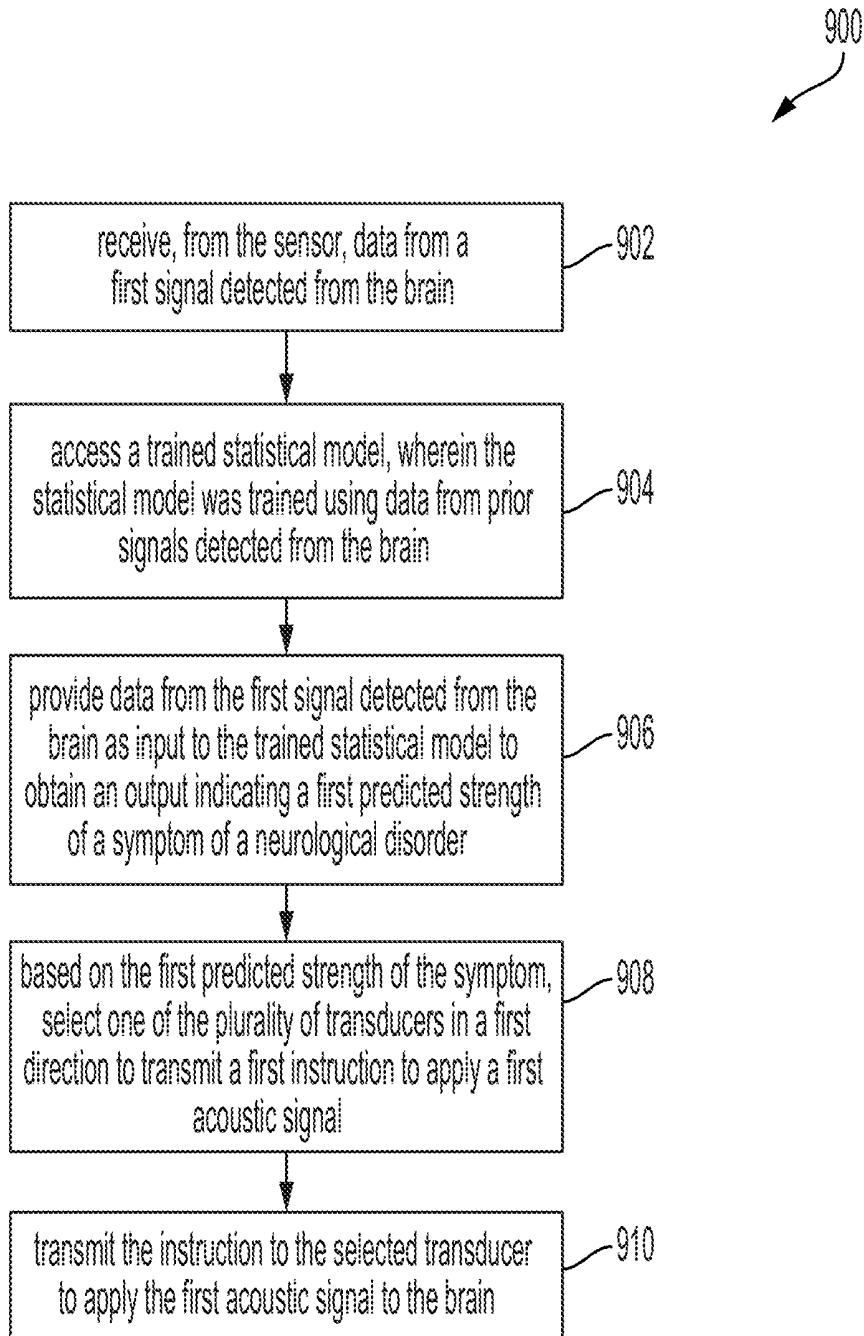 900
receive, from the sensor, data from a
first signal detected from the brain
902
access a trained statistical model, wherein the
statistical model was trained using data from prior
signals detected from the brain
904
provide data from the first signal detected from the
brain as input to the trained statistical model to
obtain an output indicating a first predicted strength
of a symptom of a neurological disorder
906
based on the first predicted strength of the symptom,
select one of the plurality of transducers in a first
direction to transmit a first instruction to apply a first
acoustic signal
908
transmit the instruction to the selected transducer
to apply the first acoustic signal to the brain
910